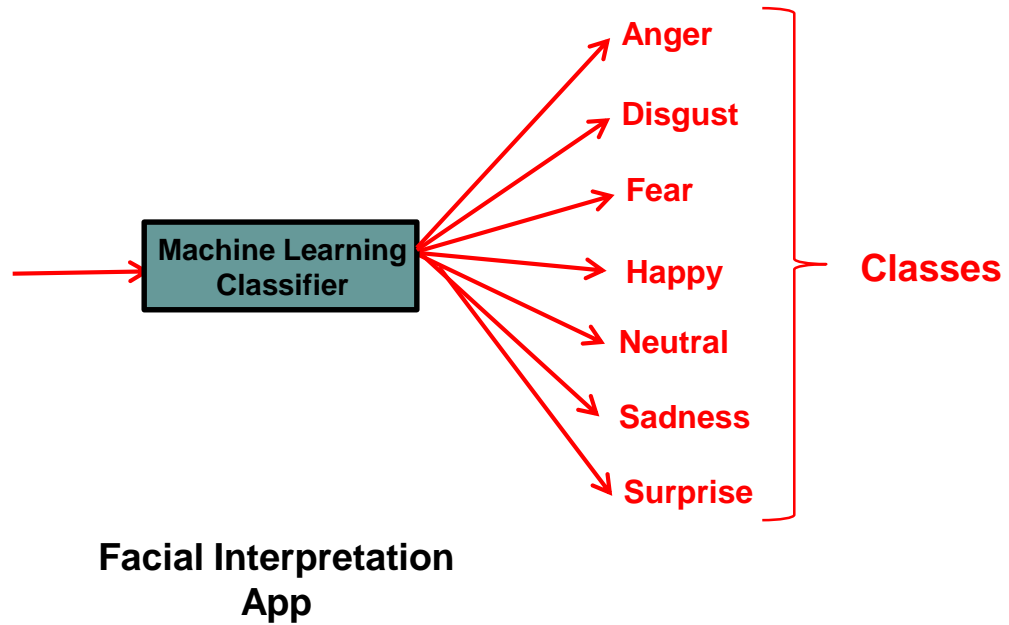 Anger
Disgust
Fear
Machine Learning
Classifier
Happy
Classes
Neutral
Sadness
Surprise
Facial Interpretation
App